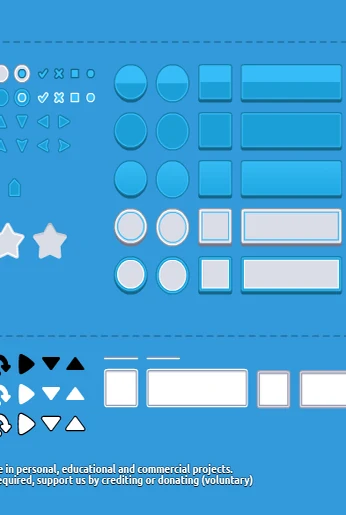 e in personal, educational and commercial projects.
equired, support us by crediting or donating (voluntary)